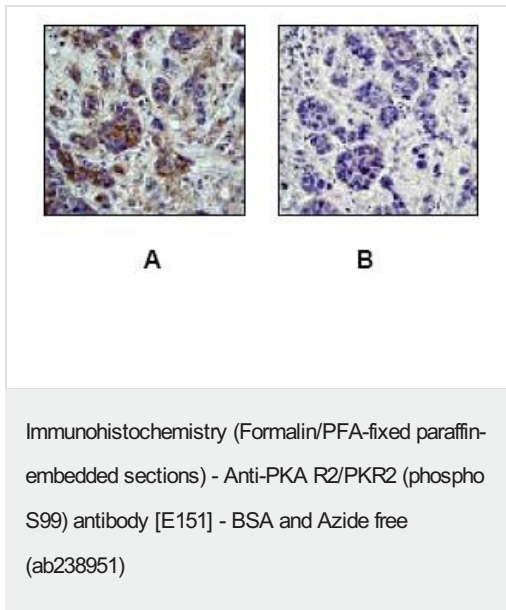 A B
Immunohistochemistry (Formalin/PFA-fixed paraffin-
embedded sections) - Anti-PKA R2/PKR2 (phospho
S99) antibody [E151] - BSA and Azide free
(ab238951)